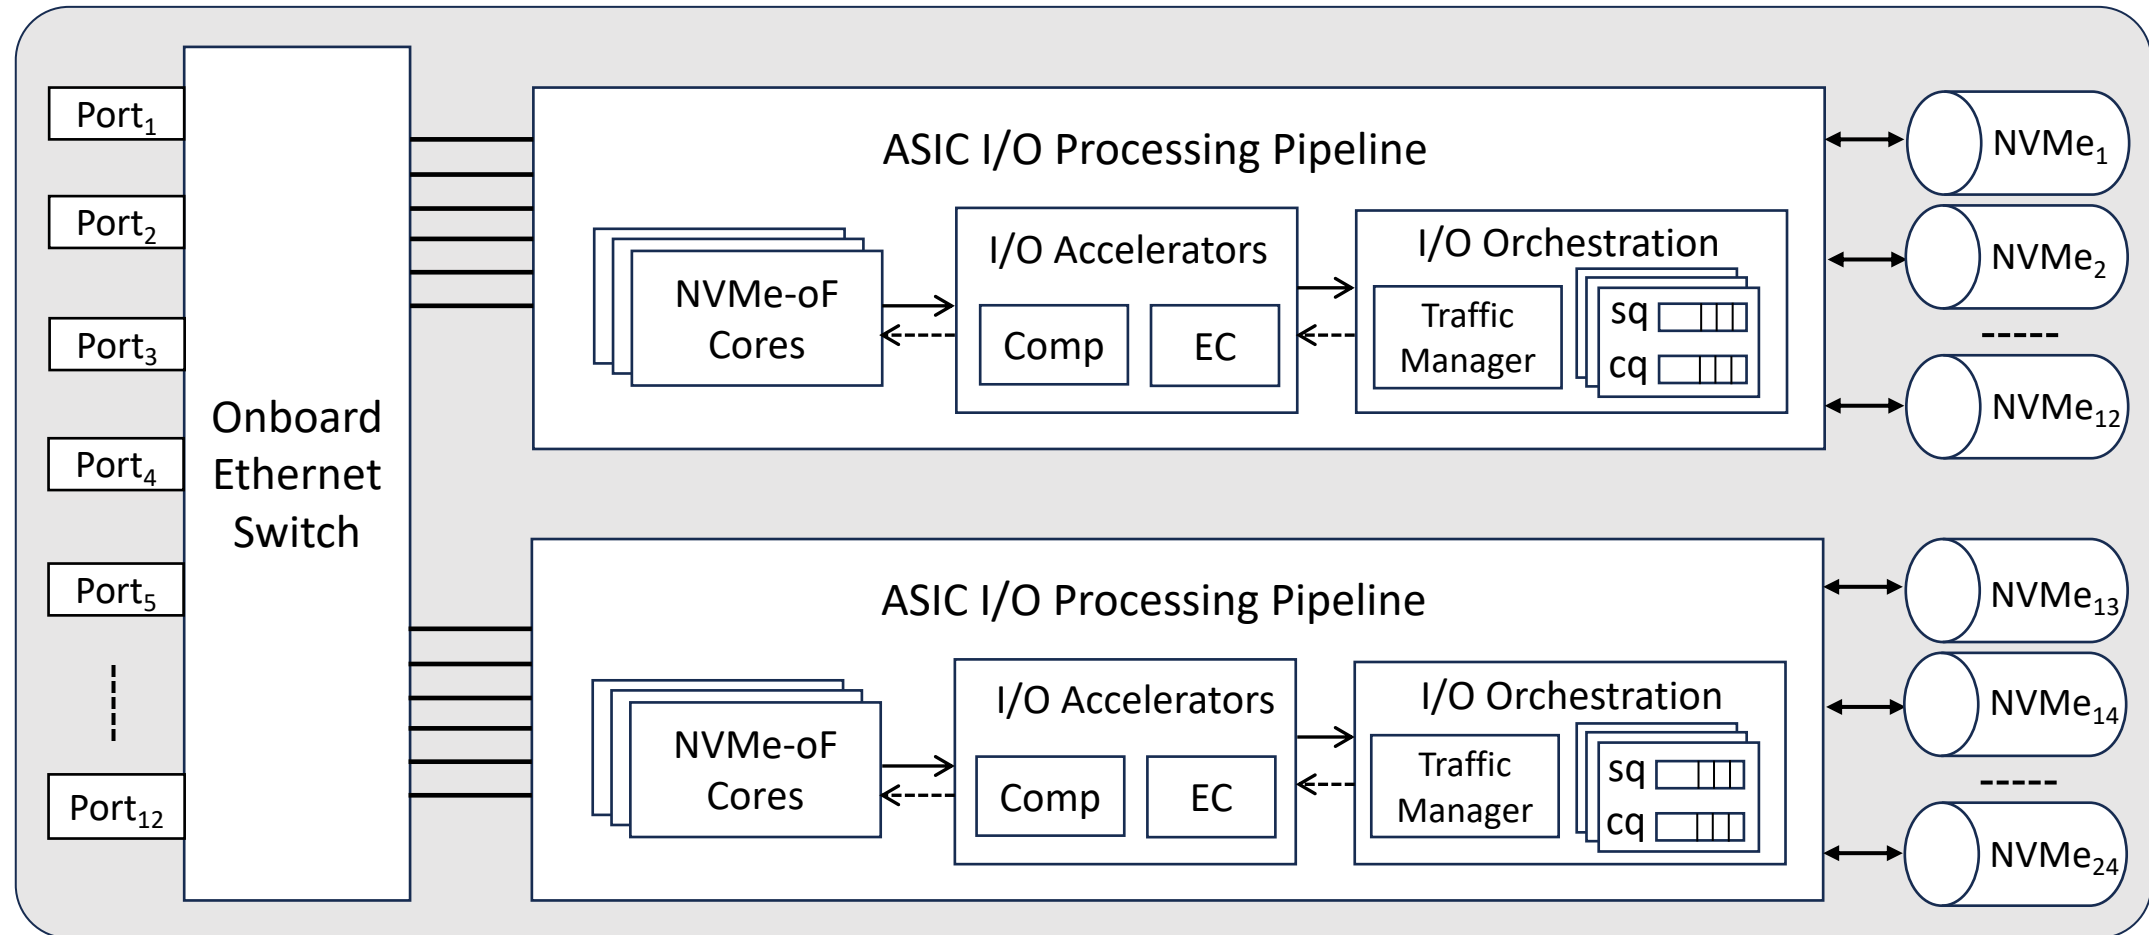 Port1
Port2
Port3
Port4
Port5
Port12
Onboard
Ethernet
Switch
ASIC I/O Processing Pipeline
NVMe-oF
Cores
I/O Accelerators
Comp
EC
I/O Orchestration
Traffic
Manager
sq
cq
NVMe1
NVMe2
NVMe12
ASIC I/O Processing Pipeline
NVMe-oF
Cores
I/O Accelerators
Comp
EC
I/O Orchestration
Traffic
Manager
sq
cq
NVMe13
NVMe14
NVMe24